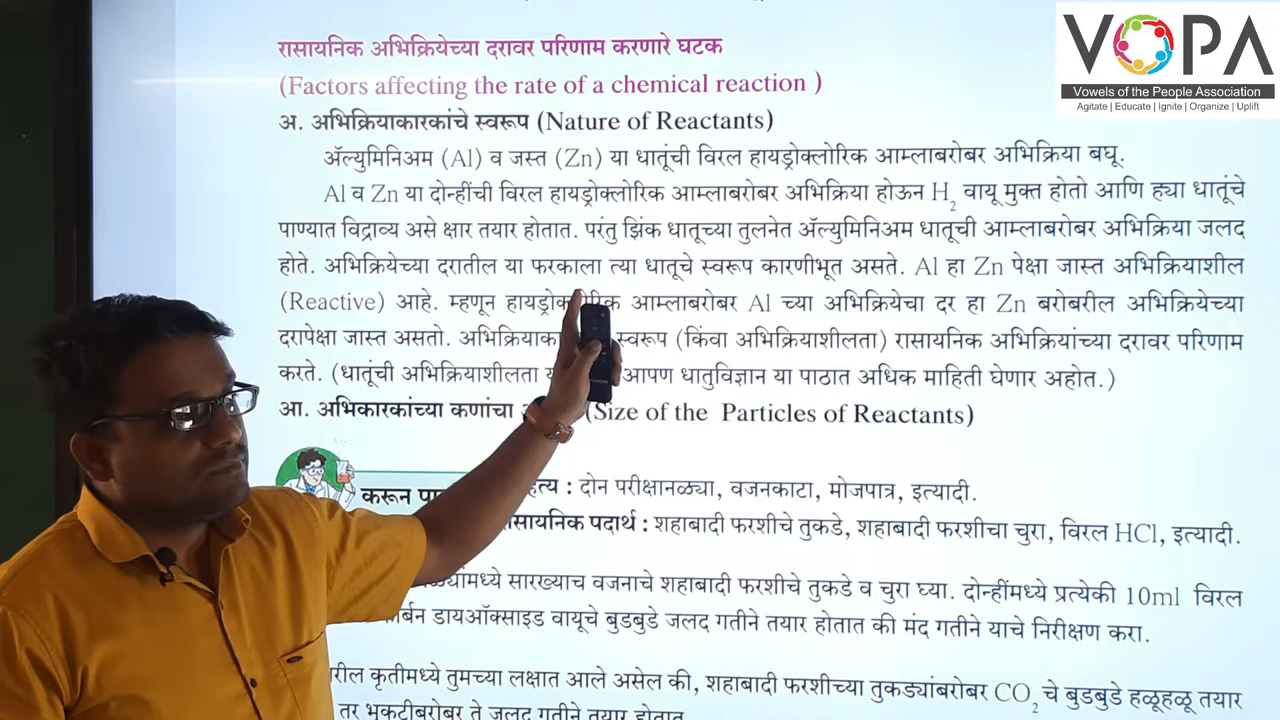 रासायनिक अभिक्रियेच्या दरावर परिणाम करणारे घटक
(Factors affecting the rate of a chemical reaction )
अ. अभिक्रियाकारकांचे स्वरूप (Nature of Reactants)
ॲल्युमिनिअम (Al) व जस्त (Zn) या धातूंची विरल हायड्रोक्लोरिक आम्लाबरोबर अभिक्रिया बघू.
Al व Zn या दोन्हींची विरल हायड्रोक्लोरिक आम्लाबरोबर अभिक्रिया होऊन H₂ वायू मुक्त होतो आणि ह्या धातूंचे
पाण्यात विद्राव्य असे क्षार तयार होतात. परंतु झिंक धातूच्या तुलनेत ॲल्युमिनिअम धातूची आम्लाबरोबर अभिक्रिया जलद
होते. अभिक्रियेच्या दरातील या फरकाला त्या धातूचे स्वरूप कारणीभूत असते. Al हा Zn पेक्षा जास्त अभिक्रियाशील
(Reactive) आहे. म्हणून आम्लाबरोबर Al च्या अभिक्रियेचा दर हा Zn बरोबरील अभिक्रियेच्या
दरापेक्षा जास्त असतो. स्वरूप (किंवा अभिक्रियाशीलता) रासायनिक अभिक्रियांच्या दरावर परिणाम
करते. (धातूंची अभिक्रियाशीलता आपण धातुविज्ञान या पाठात अधिक माहिती घेणार अहोत.)
आ. अभिकारकांच्या कणांचा (Size of the Particles of Reactants)
करून : दोन परीक्षानळ्या, वजनकाटा, मोजपात्र, इत्यादी.
पदार्थ : शहाबादी फरशीचे तुकडे, शहाबादी फरशीचा चुरा, विरल HCl, इत्यादी.
सारख्याच वजनाचे शहाबादी फरशीचे तुकडे व चुरा घ्या. दोन्हींमध्ये प्रत्येकी 10ml विरल
डायऑक्साइड वायूचे बुडबुडे जलद गतीने तयार होतात की मंद गतीने याचे निरीक्षण करा.
कृतीमध्ये तुमच्या लक्षात आले असेल की, शहाबादी फरशीच्या तुकड्यांबरोबर CO₂ चे बुडबुडे हळूहळू तयार
तर भुकटीबरोबर ते जलद गतीने तयार होतात
VOPA
Vowels of the People Association
Agitate | Educate | Ignite | Organize | Uplift